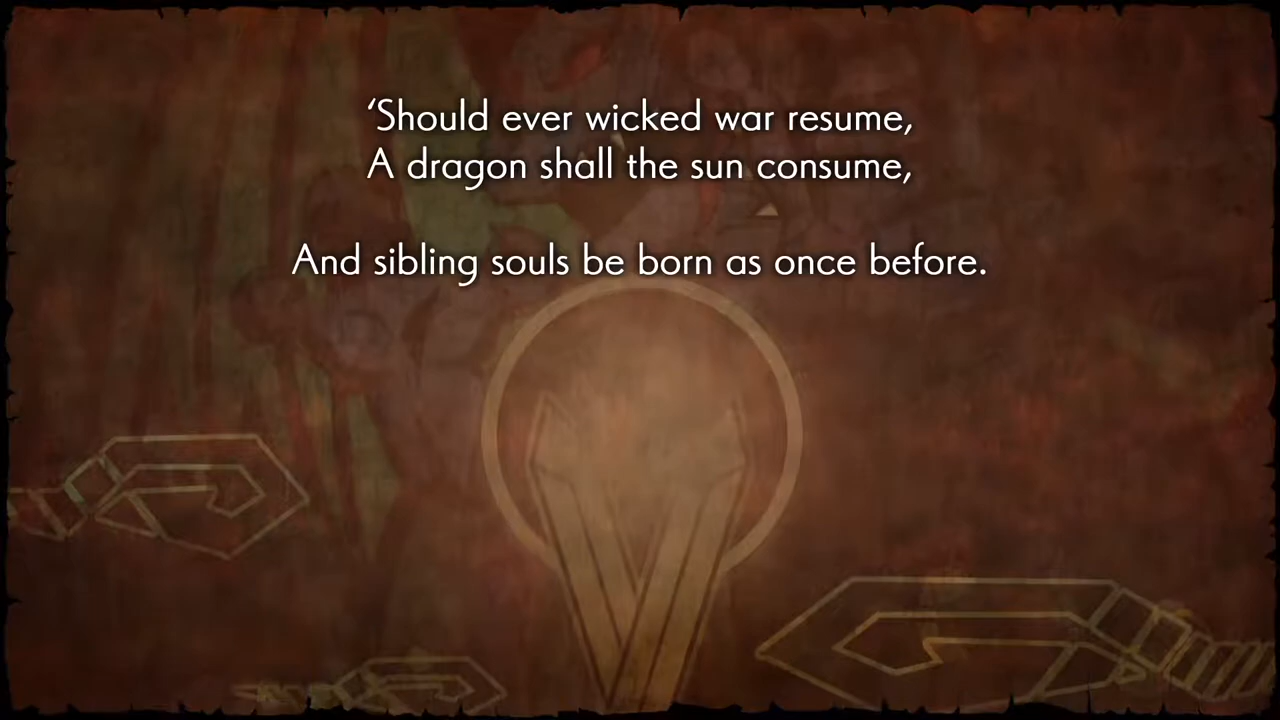 ‘Should ever wicked war resume,
A dragon shall the sun consume,
And sibling souls be born as once before.